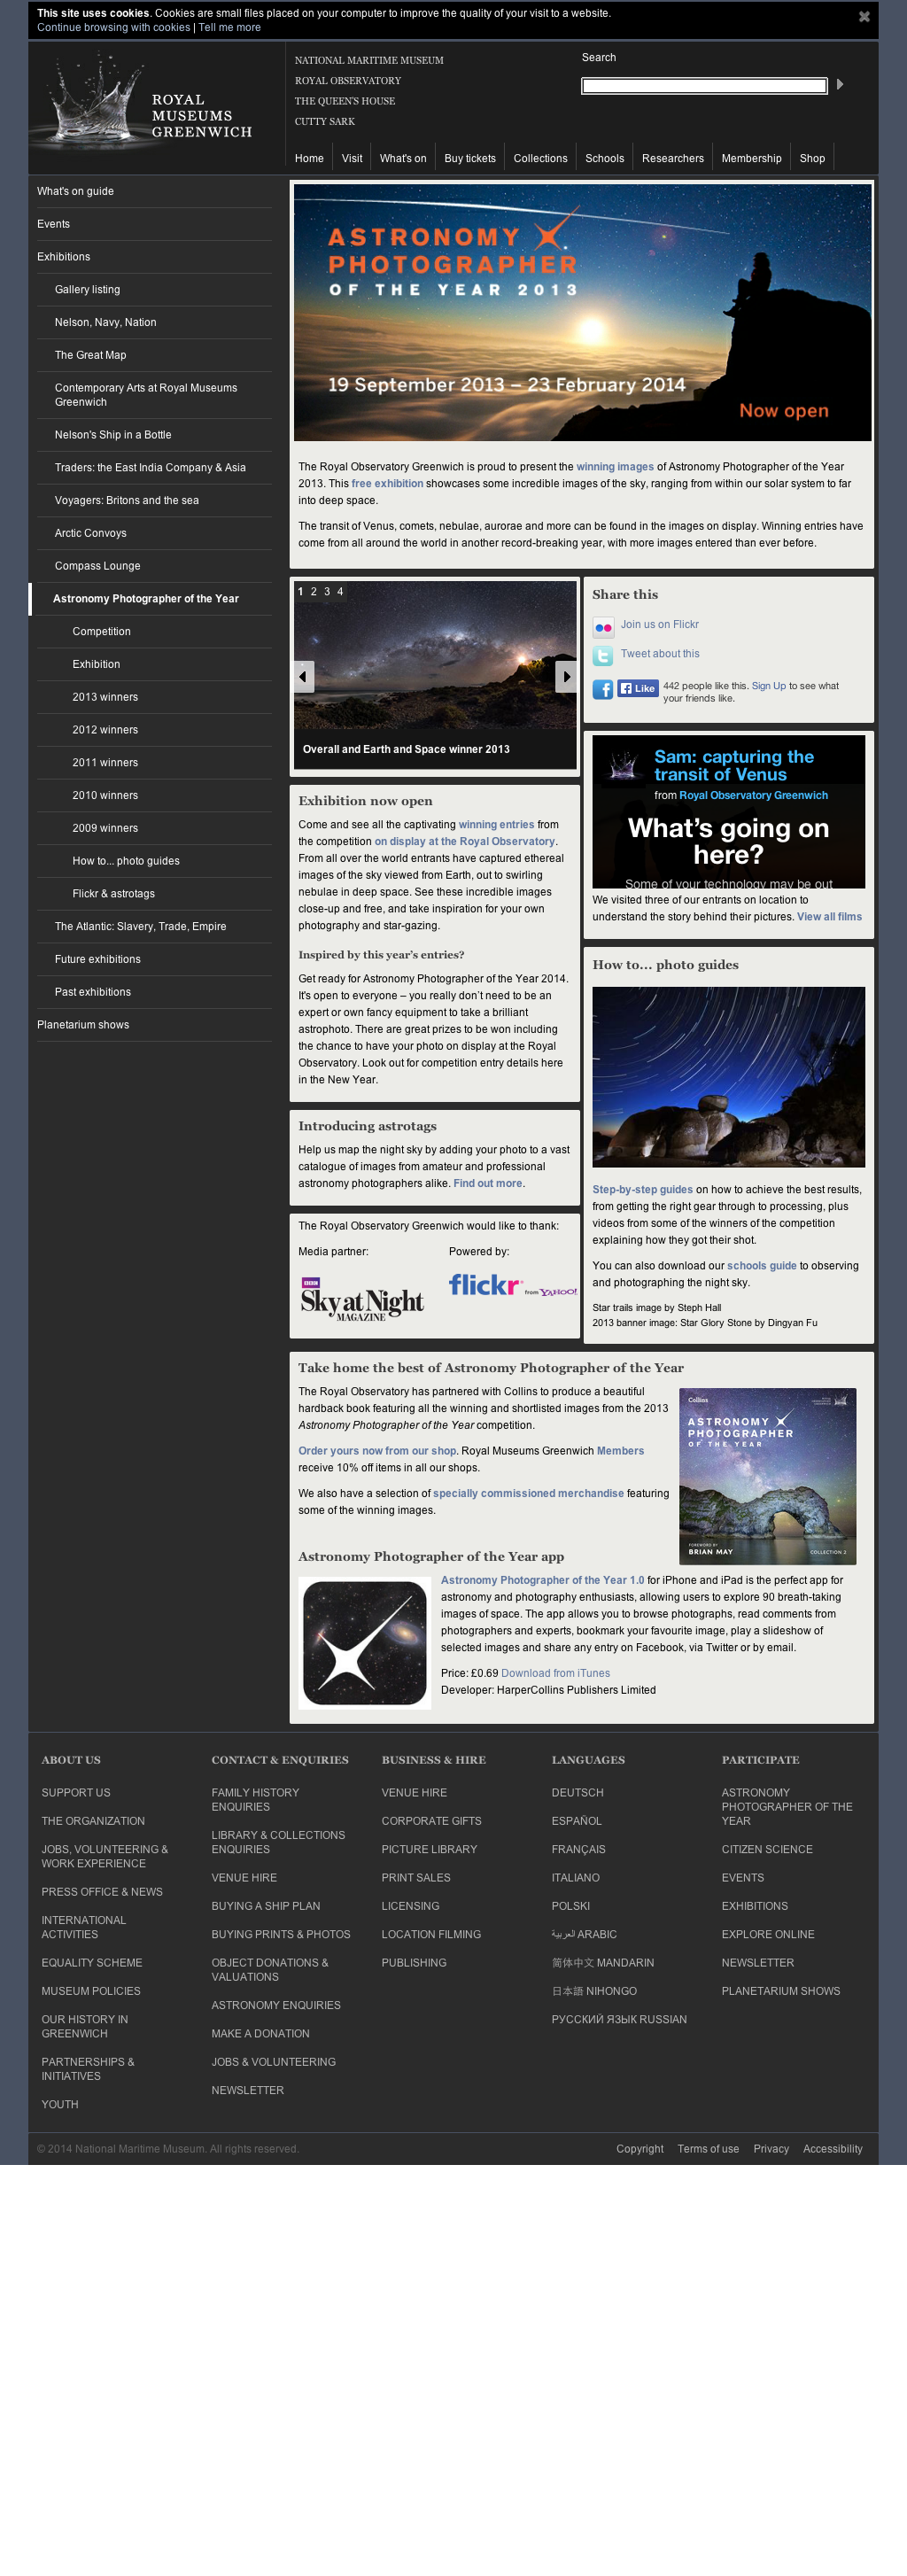 This site uses cookies. Cookies are small files placed on your computer to improve the quality of your visit to a website.
Continue browsing with cookies | Tell me more
ROYAL
MUSEUMS
GREENWICH
NATIONAL MARITIME MUSEUM
ROYAL OBSERVATORY
THE QUEEN'S HOUSE
CUTTY SARK
Search
Home
Visit
What's on
Buy tickets
Collections
Schools
Researchers
Membership
Shop
What's on guide
Events
Exhibitions
Gallery listing
Nelson, Navy, Nation
The Great Map
Contemporary Arts at Royal Museums
Greenwich
Nelson's Ship in a Bottle
Traders: the East India Company & Asia
Voyagers: Britons and the sea
Arctic Convoys
Compass Lounge
Astronomy Photographer of the Year
Competition
Exhibition
2013 winners
2012 winners
2011 winners
2010 winners
2009 winners
How to... photo guides
Flickr & astrotags
The Atlantic: Slavery, Trade, Empire
Future exhibitions
Past exhibitions
Planetarium shows
ASTRONOMY
PHOTOGRAPHER
OF THE YEAR 2013
19 September 2013 – 23 February 2014
Now open
The Royal Observatory Greenwich is proud to present the winning images of Astronomy Photographer of the Year
2013. This free exhibition showcases some incredible images of the sky, ranging from within our solar system to far
into deep space.
The transit of Venus, comets, nebulae, aurorae and more can be found in the images on display. Winning entries have
come from all around the world in another record-breaking year, with more images entered than ever before.
1 2 3 4
Overall and Earth and Space winner 2013
Exhibition now open
Come and see all the captivating winning entries from
the competition on display at the Royal Observatory.
From all over the world entrants have captured ethereal
images of the sky viewed from Earth, out to swirling
nebulae in deep space. See these incredible images
close-up and free, and take inspiration for your own
photography and star-gazing.
Inspired by this year's entries?
Get ready for Astronomy Photographer of the Year 2014.
It's open to everyone – you really don't need to be an
expert or own fancy equipment to take a brilliant
astrophoto. There are great prizes to be won including
the chance to have your photo on display at the Royal
Observatory. Look out for competition entry details here
in the New Year.
Introducing astrotags
Help us map the night sky by adding your photo to a vast
catalogue of images from amateur and professional
astronomy photographers alike. Find out more.
The Royal Observatory Greenwich would like to thank:
Media partner:
Powered by:
BBC
Sky at Night
MAGAZINE
flickr from YAHOO!
Share this
Join us on Flickr
Tweet about this
Like
442 people like this. Sign Up to see what
your friends like.
Sam: capturing the
transit of Venus
from Royal Observatory Greenwich
What's going on
here?
Some of your technology may be out
We visited three of our entrants on location to
understand the story behind their pictures. View all films
How to... photo guides
Step-by-step guides on how to achieve the best results,
from getting the right gear through to processing, plus
videos from some of the winners of the competition
explaining how they got their shot.
You can also download our schools guide to observing
and photographing the night sky.
Star trails image by Steph Hall
2013 banner image: Star Glory Stone by Dingyan Fu
Take home the best of Astronomy Photographer of the Year
The Royal Observatory has partnered with Collins to produce a beautiful
hardback book featuring all the winning and shortlisted images from the 2013
Astronomy Photographer of the Year competition.
Order yours now from our shop. Royal Museums Greenwich Members
receive 10% off items in all our shops.
We also have a selection of specially commissioned merchandise featuring
some of the winning images.
Collins
ASTRONOMY
PHOTOGRAPHER
OF THE YEAR
FOREWORD BY
BRIAN MAY
COLLECTION 2
Astronomy Photographer of the Year app
Astronomy Photographer of the Year 1.0 for iPhone and iPad is the perfect app for
astronomy and photography enthusiasts, allowing users to explore 90 breath-taking
images of space. The app allows you to browse photographs, read comments from
photographers and experts, bookmark your favourite image, play a slideshow of
selected images and share any entry on Facebook, via Twitter or by email.
Price: £0.69 Download from iTunes
Developer: HarperCollins Publishers Limited
ABOUT US
SUPPORT US
THE ORGANIZATION
JOBS, VOLUNTEERING &
WORK EXPERIENCE
PRESS OFFICE & NEWS
INTERNATIONAL
ACTIVITIES
EQUALITY SCHEME
MUSEUM POLICIES
OUR HISTORY IN
GREENWICH
PARTNERSHIPS &
INITIATIVES
YOUTH
CONTACT & ENQUIRIES
FAMILY HISTORY
ENQUIRIES
LIBRARY & COLLECTIONS
ENQUIRIES
VENUE HIRE
BUYING A SHIP PLAN
BUYING PRINTS & PHOTOS
OBJECT DONATIONS &
VALUATIONS
ASTRONOMY ENQUIRIES
MAKE A DONATION
JOBS & VOLUNTEERING
NEWSLETTER
BUSINESS & HIRE
VENUE HIRE
CORPORATE GIFTS
PICTURE LIBRARY
PRINT SALES
LICENSING
LOCATION FILMING
PUBLISHING
LANGUAGES
DEUTSCH
ESPAÑOL
FRANÇAIS
ITALIANO
POLSKI
العربية ARABIC
简体中文 MANDARIN
日本語 NIHONGO
РУССКИЙ ЯЗЫК RUSSIAN
PARTICIPATE
ASTRONOMY
PHOTOGRAPHER OF THE
YEAR
CITIZEN SCIENCE
EVENTS
EXHIBITIONS
EXPLORE ONLINE
NEWSLETTER
PLANETARIUM SHOWS
© 2014 National Maritime Museum. All rights reserved.
Copyright
Terms of use
Privacy
Accessibility